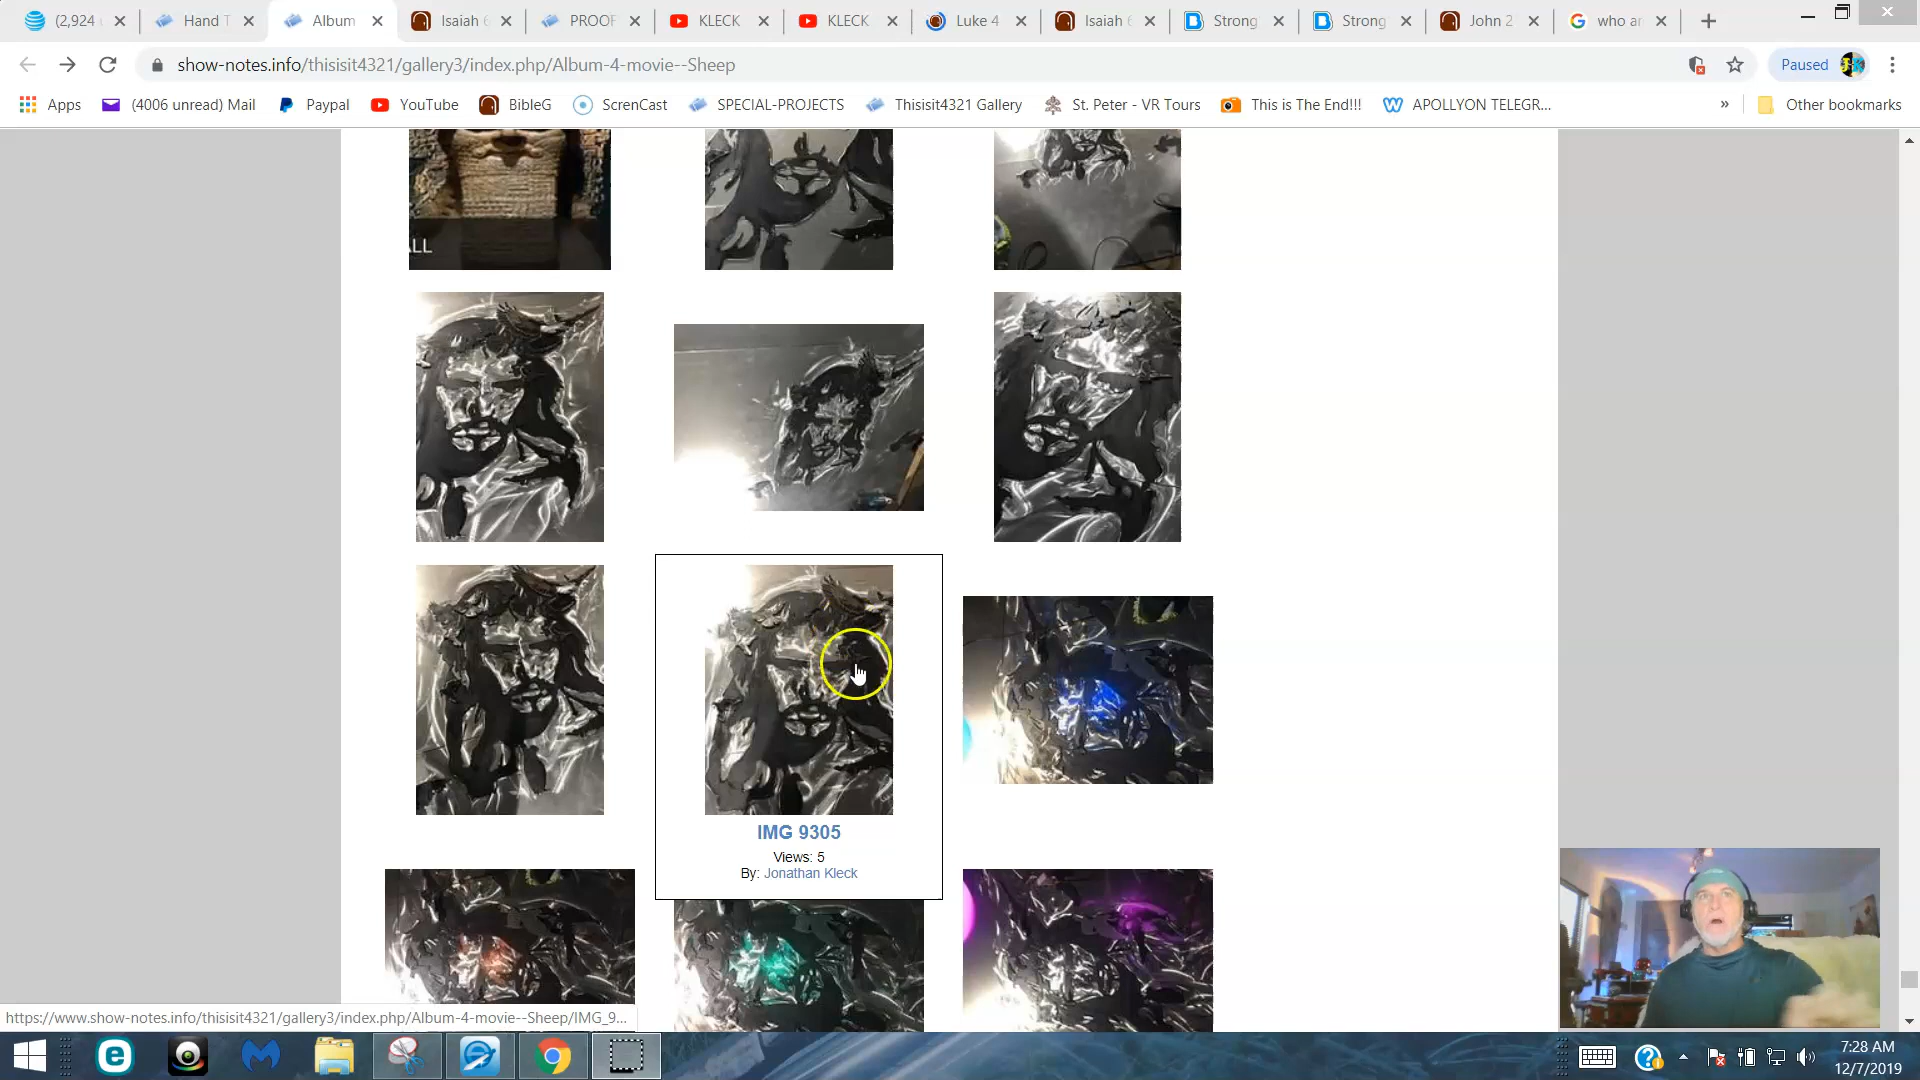 (2,924
Hand T
Album
Isaiah 6
PROOF
KLECK
KLECK
Luke 4
Isaiah 6
Strong
Strong
John 2
who ar
show-notes.info/thisisit4321/gallery3/index.php/Album-4-movie--Sheep
Paused
Apps
(4006 unread) Mail
Paypal
YouTube
BibleG
ScrenCast
SPECIAL-PROJECTS
Thisisit4321 Gallery
St. Peter - VR Tours
This is The End!!!
APOLLYON TELEGR...
»
Other bookmarks
ALL
IMG 9305
Views: 5
By: Jonathan Kleck
https://www.show-notes.info/thisisit4321/gallery3/index.php/Album-4-movie--Sheep/IMG_9...
7:28 AM
12/7/2019